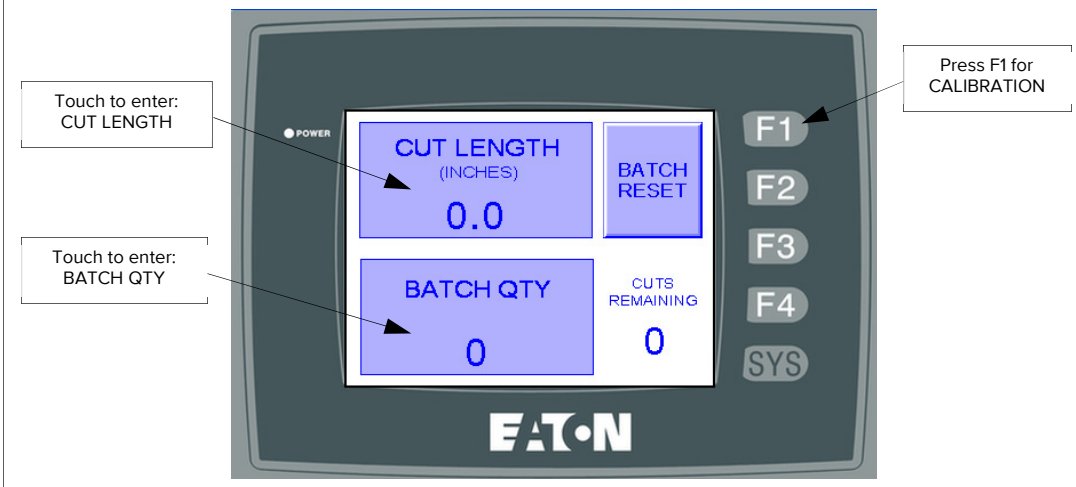 Touch to enter:
CUT LENGTH
Press F1 for
CALIBRATION
POWER
CUT LENGTH
(INCHES)
0.0
BATCH
RESET
F1
F2
Touch to enter:
BATCH QTY
BATCH QTY
0
CUTS
REMAINING
0
F3
F4
SYS
EATON